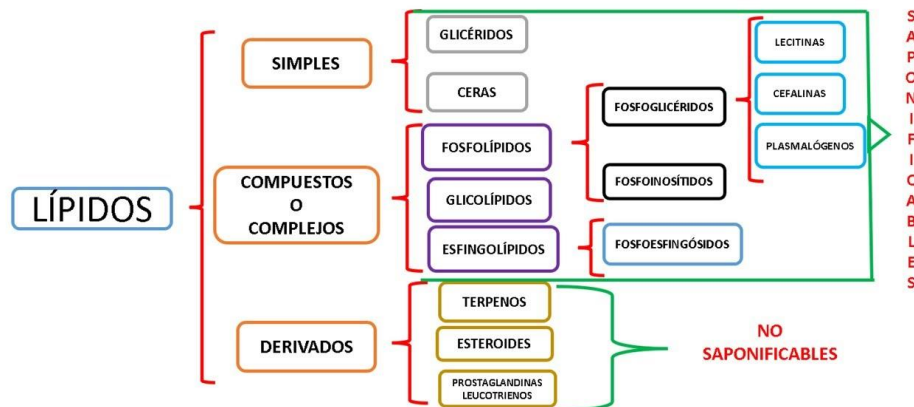 LÍPIDOS
SIMPLES
GLICÉRIDOS
CERAS
COMPUESTOS
O
COMPLEJOS
FOSFOLÍPIDOS
FOSFOGLICÉRIDOS
LECITINAS
CEFALINAS
PLASMALÓGENOS
FOSFOINOSÍTIDOS
GLICOLÍPIDOS
ESFINGOLÍPIDOS
FOSFOESFINGÓSIDOS
DERIVADOS
TERPENOS
ESTEROIDES
PROSTAGLANDINAS
LEUCOTRIENOS
NO
SAPONIFICABLES
SAPONIFICABLES